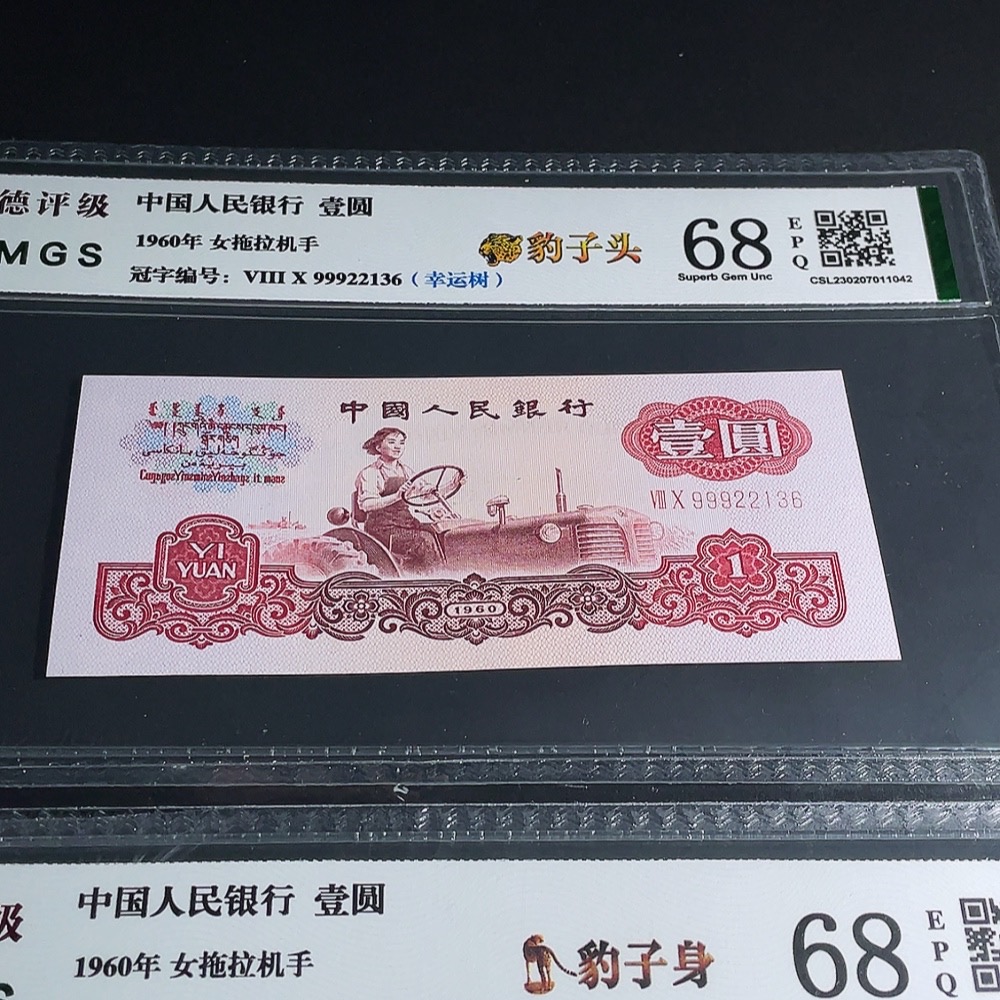 德评级
MGS
中国人民银行 壹圆
1960年 女拖拉机手
冠字编号：VIII X 99922136（幸运树）
豹子头
68
Superb Gem Unc
EPQ
CSL230207011042
中國人民銀行
壹圓
VIII X 99922136
YI
YUAN
1960
1
级
中国人民银行 壹圆
1960年 女拖拉机手
豹子身
68
EPQ